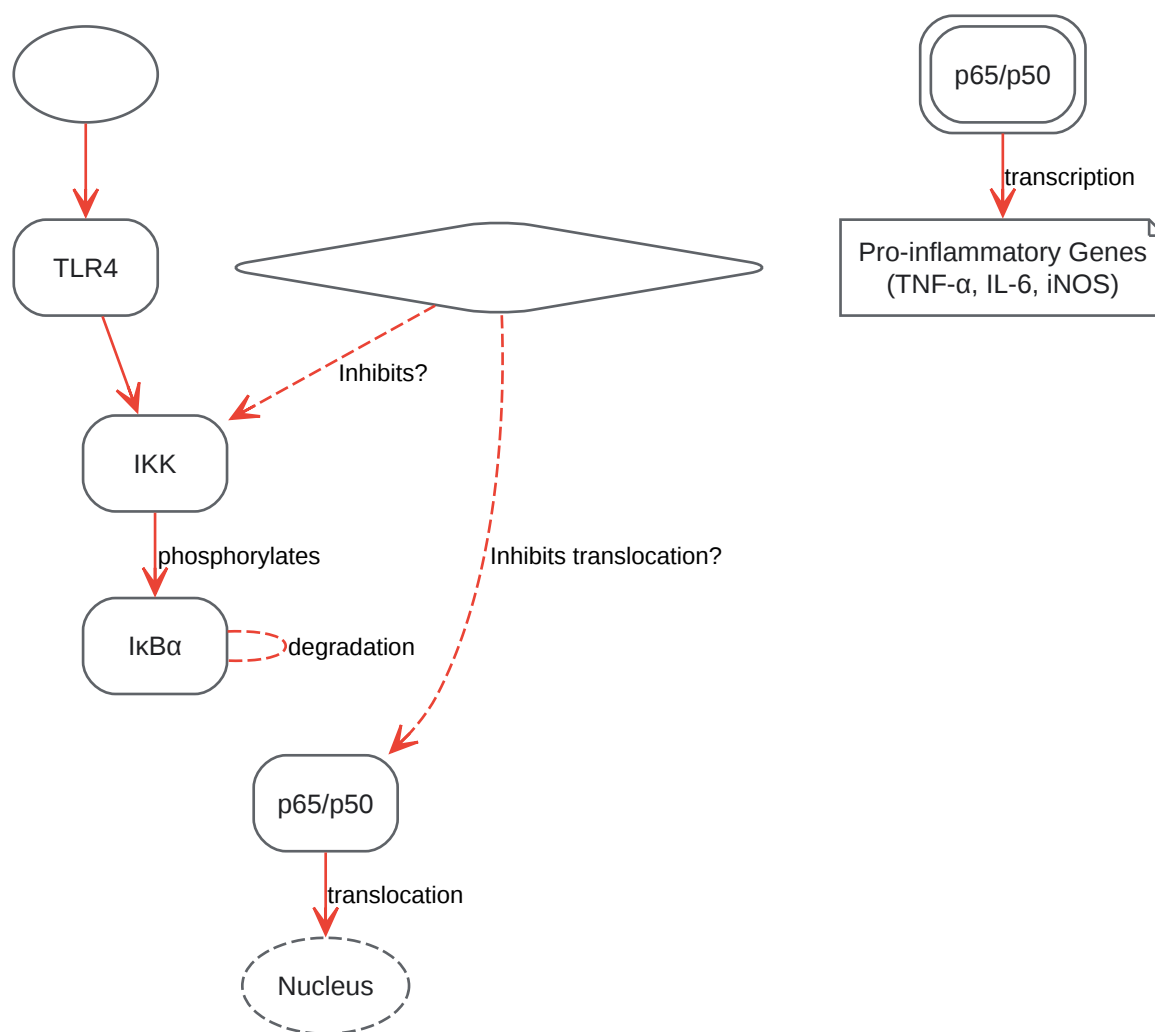 p65/p50
transcription
TLR4
Pro-inflammatory Genes
(TNF-α, IL-6, iNOS)
Inhibits?
IKK
phosphorylates
Inhibits translocation?
IκBα
degradation
p65/p50
translocation
Nucleus